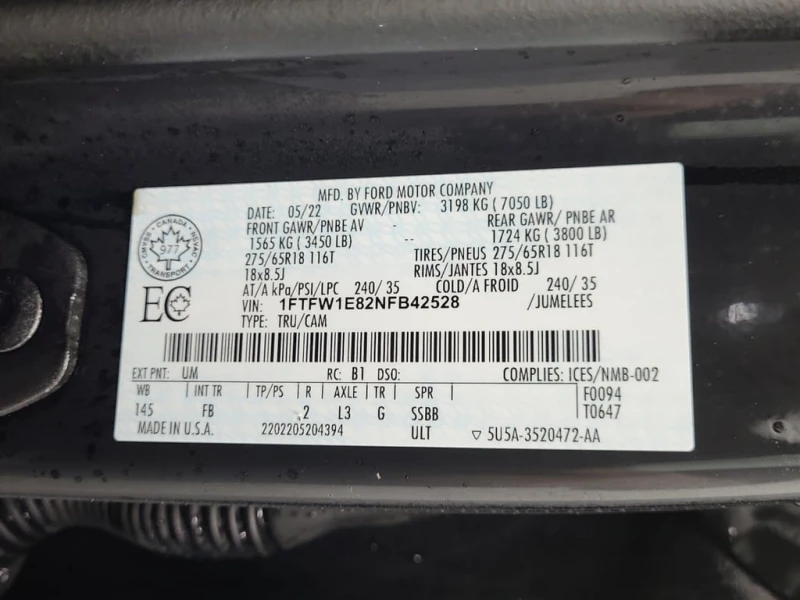 MFD. BY FORD MOTOR COMPANY
DATE: 05/22 GVWR/PNBV: 3198 KG ( 7050 LB)
FRONT GAWR/PNBE AV -- REAR GAWR/ PNBE AR
1565 KG ( 3450 LB) -- 1724 KG ( 3800 LB)
275/65R18 116T TIRES/PNEUS 275/65R18 116T
18x8.5J RIMS/JANTES 18x8.5J
AT/A kPa/PSI/LPC 240/ 35 COLD/A FROID 240/ 35
VIN: 1FTFW1E82NFB42528 /JUMELEES
TYPE: TRU/CAM
CANADA
TRANSPORT
977
EC
EXT PNT: UM RC: B1 DSO: COMPLIES: ICES/NMB-002
WB INT TR TP/PS R AXLE TR SPR F0094
145 FB 2 L3 G SSBB T0647
MADE IN U.S.A. 2202205204394 ULT ▽ 5U5A-3520472-AA